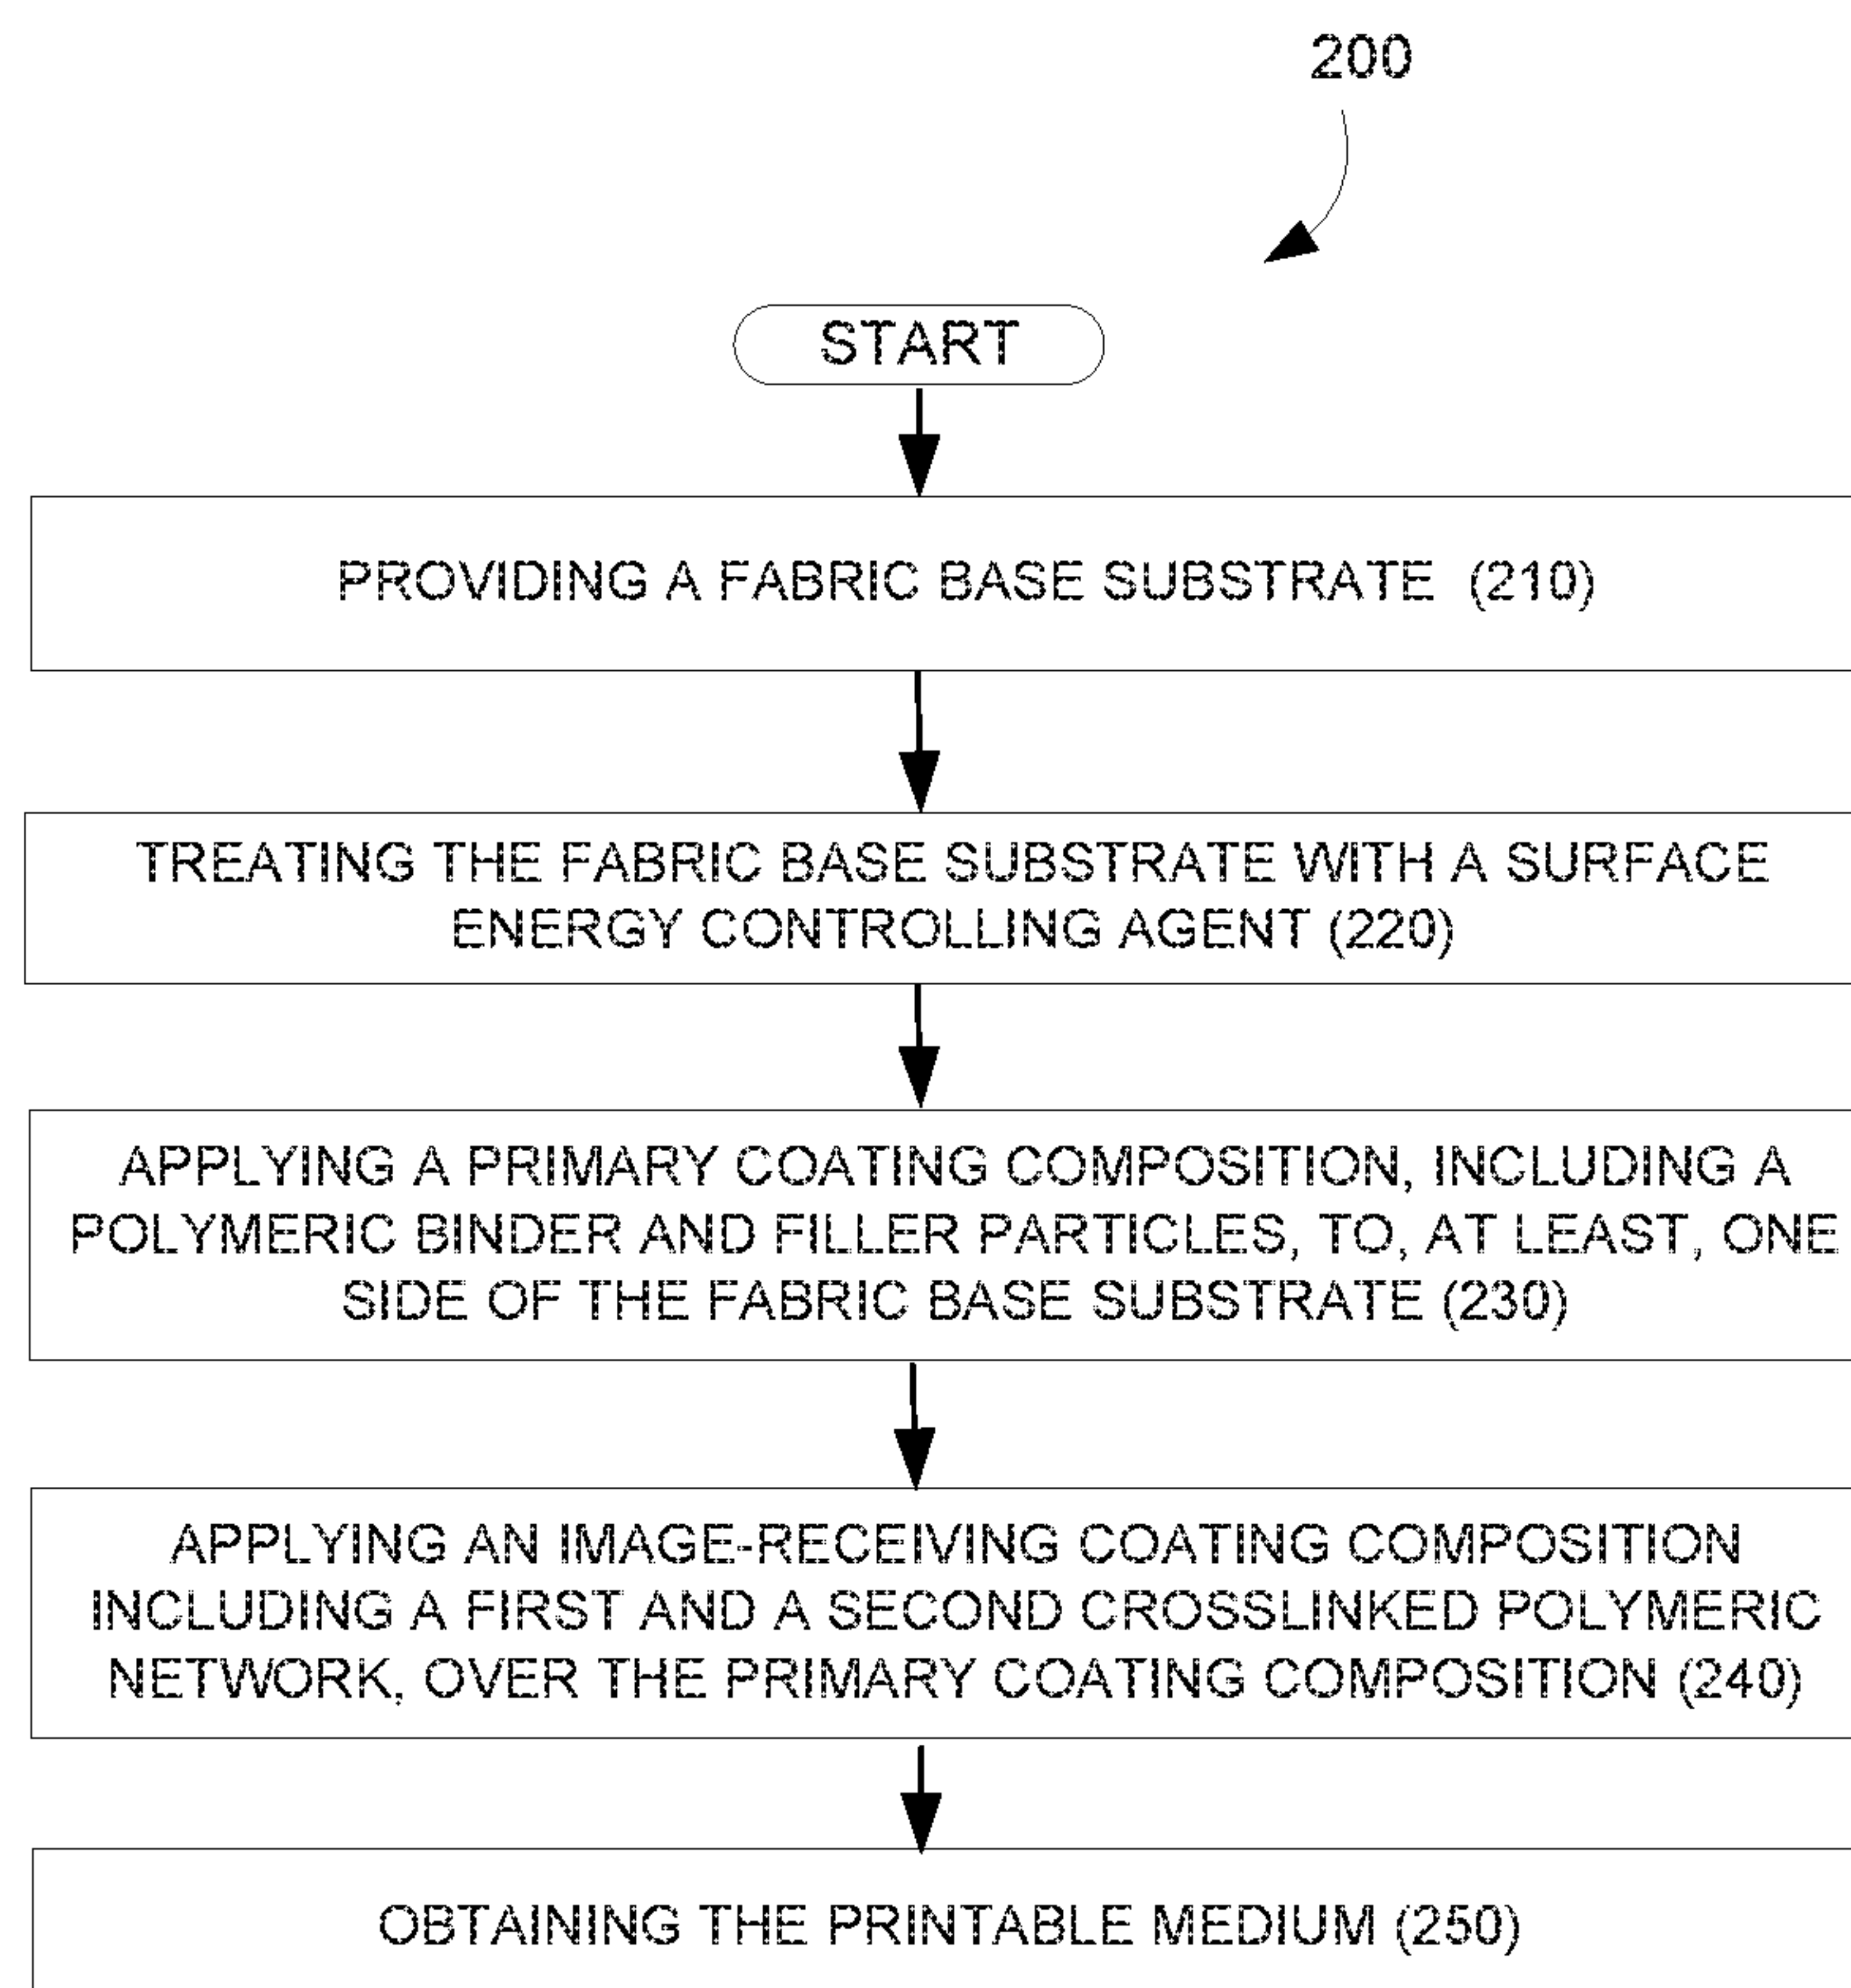 200
START
PROVIDING A FABRIC BASE SUBSTRATE (210)
TREATING THE FABRIC BASE SUBSTRATE WITH A SURFACE
ENERGY CONTROLLING AGENT (220)
APPLYING A PRIMARY COATING COMPOSITION, INCLUDING A
POLYMERIC BINDER AND FILLER PARTICLES, TO, AT LEAST, ONE
SIDE OF THE FABRIC BASE SUBSTRATE (230)
APPLYING AN IMAGE-RECEIVING COATING COMPOSITION
INCLUDING A FIRST AND A SECOND CROSSLINKED POLYMERIC
NETWORK, OVER THE PRIMARY COATING COMPOSITION (240)
OBTAINING THE PRINTABLE MEDIUM (250)